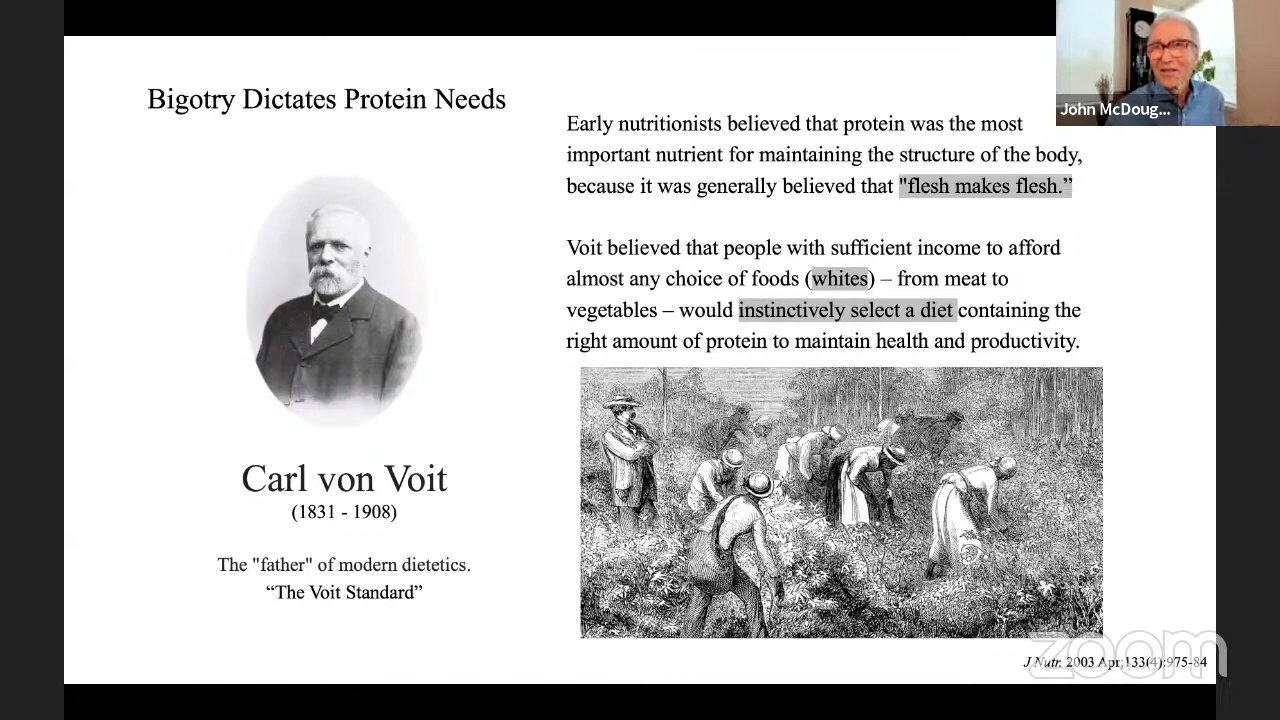 Bigotry Dictates Protein Needs
Early nutritionists believed that protein was the most
important nutrient for maintaining the structure of the body,
because it was generally believed that "flesh makes flesh.”
Voit believed that people with sufficient income to afford
almost any choice of foods (whites) – from meat to
vegetables – would instinctively select a diet containing the
right amount of protein to maintain health and productivity.
Carl von Voit
(1831 - 1908)
The "father" of modern dietetics.
“The Voit Standard”
John McDoug...
J Nutr. 2003 Apr;133(4):975-84
zoom